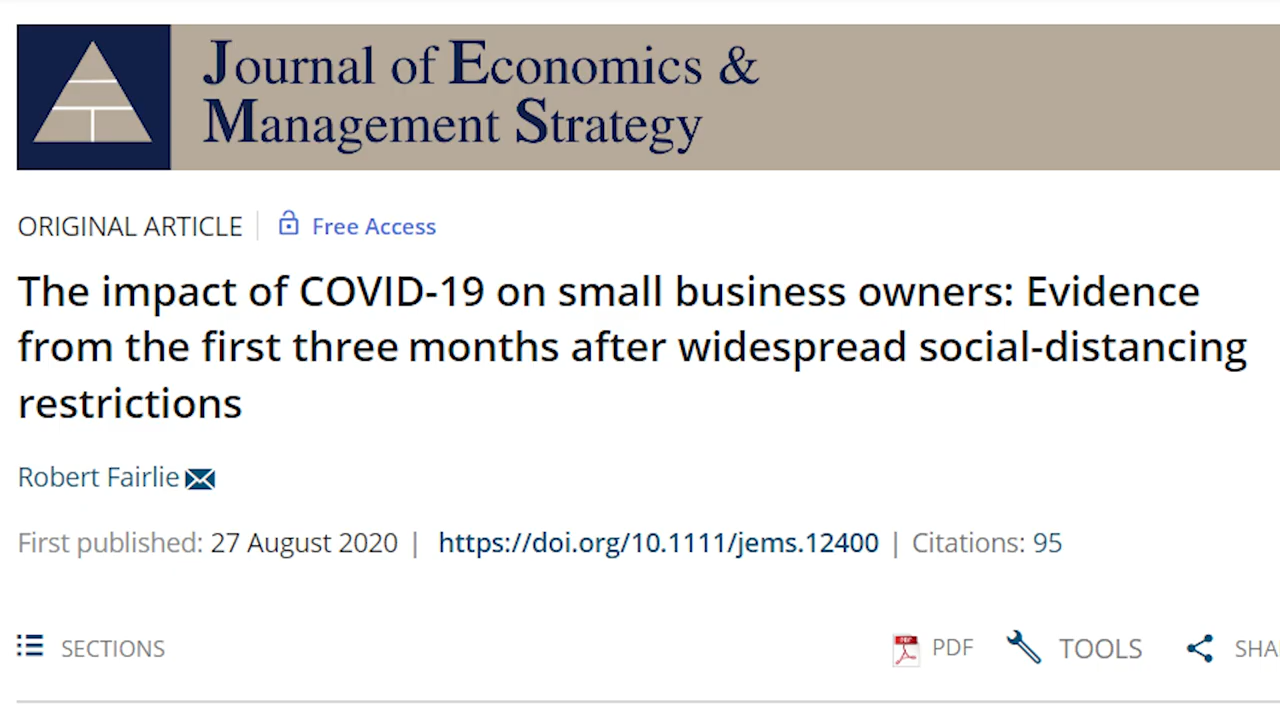 Journal of Economics &
Management Strategy
ORIGINAL ARTICLE | Free Access
The impact of COVID-19 on small business owners: Evidence
from the first three months after widespread social-distancing
restrictions
Robert Fairlie
First published: 27 August 2020 | https://doi.org/10.1111/jems.12400 | Citations: 95
SECTIONS PDF TOOLS SHA